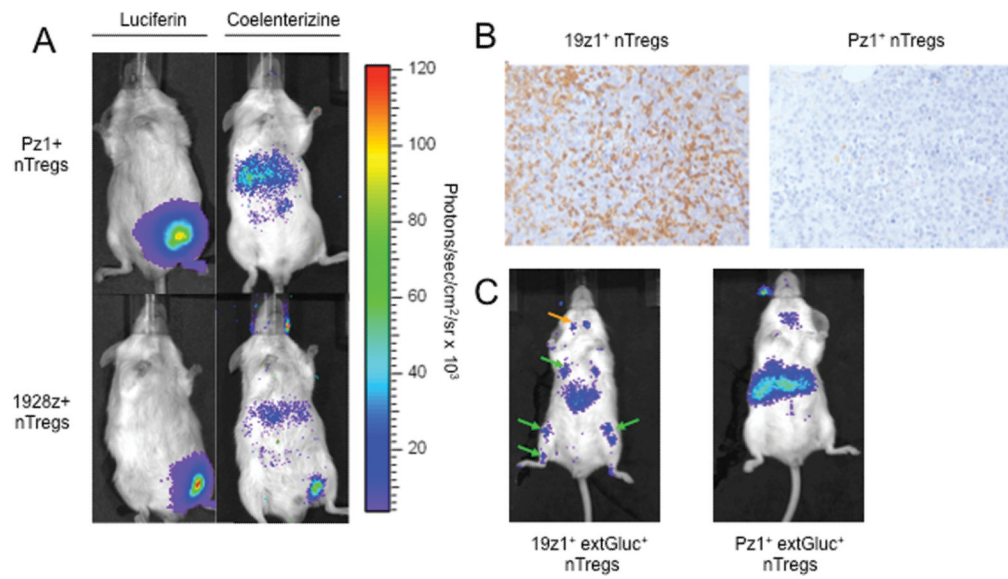 A
Luciferin
Coelenterizine
Pz1+
nTregs
1928z+
nTregs
120
100
80
60
40
20
Photons/sec/cm²/sr x 10³
B
19z1⁺ nTregs
Pz1⁺ nTregs
C
19z1⁺ extGluc⁺
nTregs
Pz1⁺ extGluc⁺
nTregs